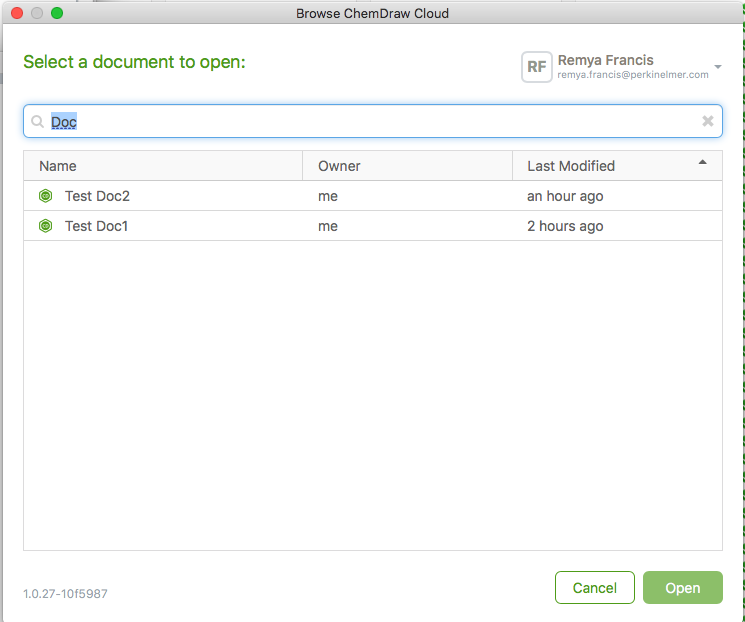 Browse ChemDraw Cloud
Select a document to open:
RF
Remya Francis
remya.francis@perkinelmer.com
Doc
Name Owner Last Modified
Test Doc2 me an hour ago
Test Doc1 me 2 hours ago
1.0.27-10f5987
Cancel Open